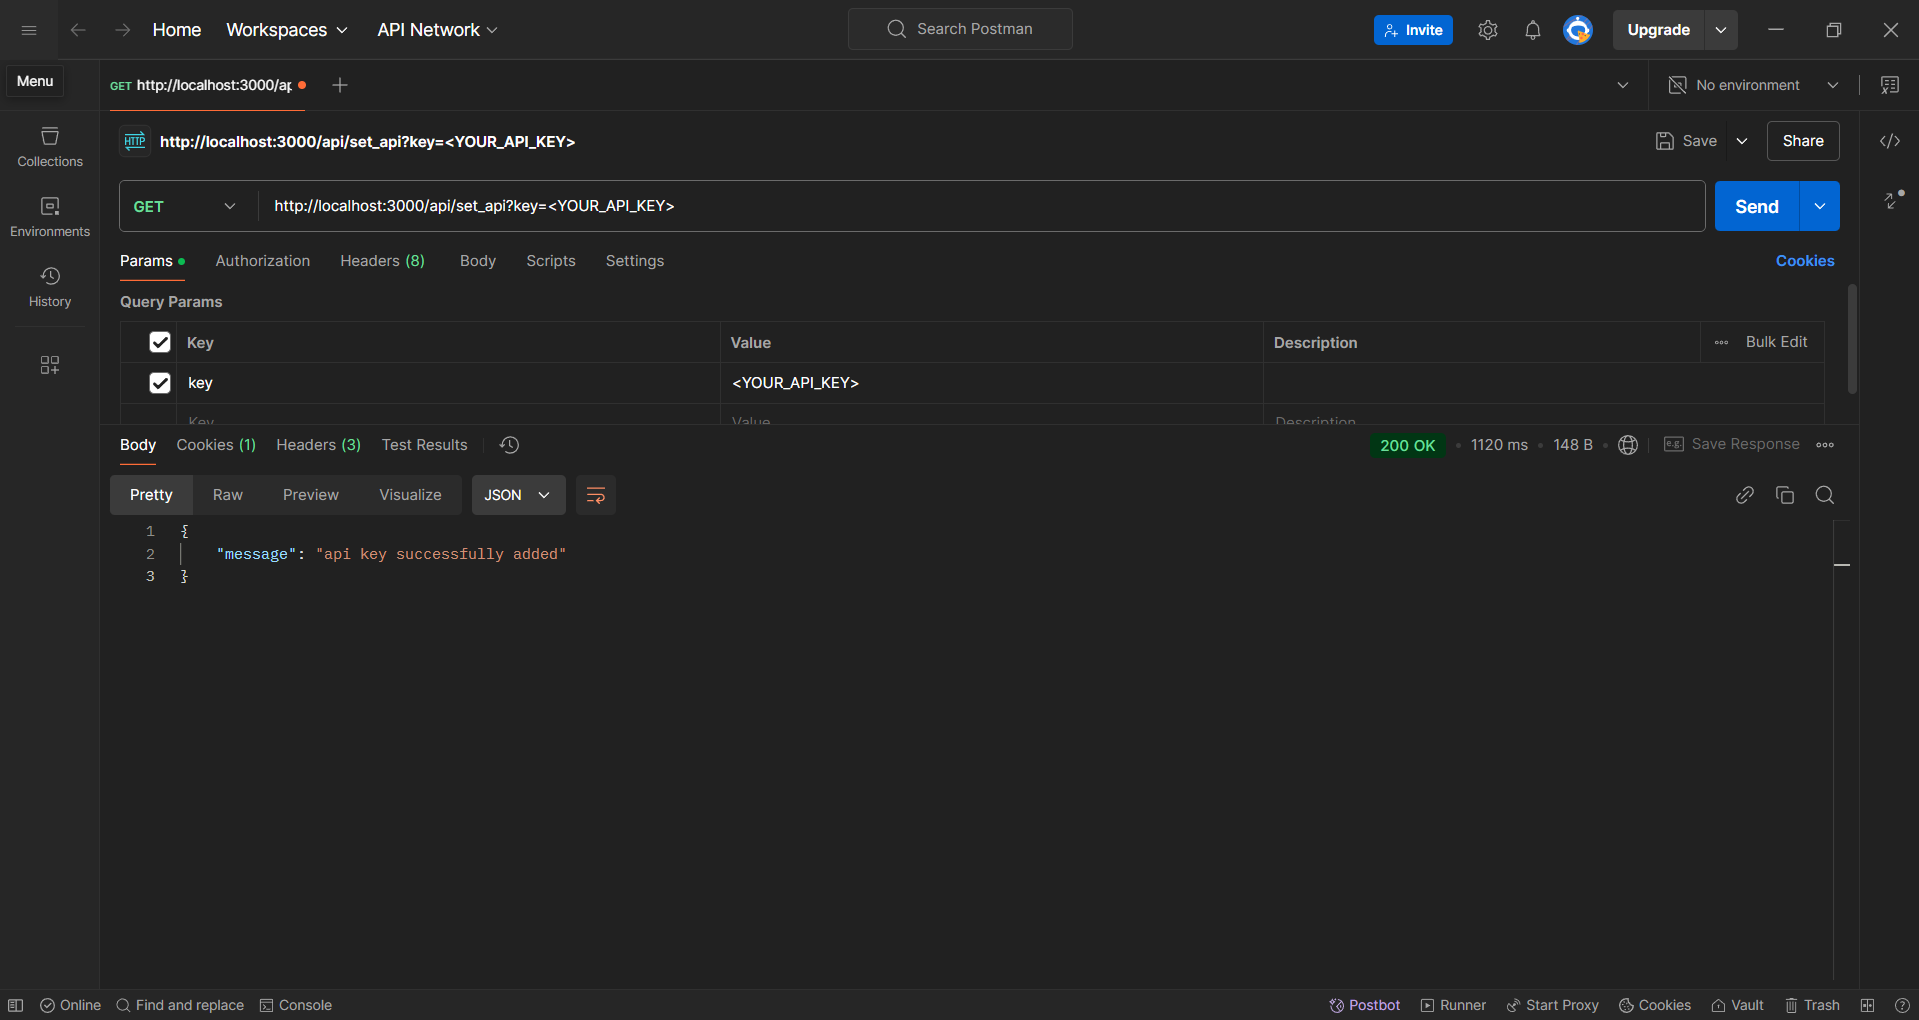 Home Workspaces API Network Search Postman Invite Upgrade
Menu
GET http://localhost:3000/ap No environment
HTTP http://localhost:3000/api/set_api?key=<YOUR_API_KEY> Save Share
Collections
GET http://localhost:3000/api/set_api?key=<YOUR_API_KEY> Send
Environments
Params Authorization Headers (8) Body Scripts Settings Cookies
History
Query Params
Key Value Description Bulk Edit
key <YOUR_API_KEY>
Key Value Description
Body Cookies (1) Headers (3) Test Results 200 OK 1120 ms 148 B e.g. Save Response
Pretty Raw Preview Visualize JSON
1 {
2 "message": "api key successfully added"
3 }
Online Find and replace Console Postbot Runner Start Proxy Cookies Vault Trash